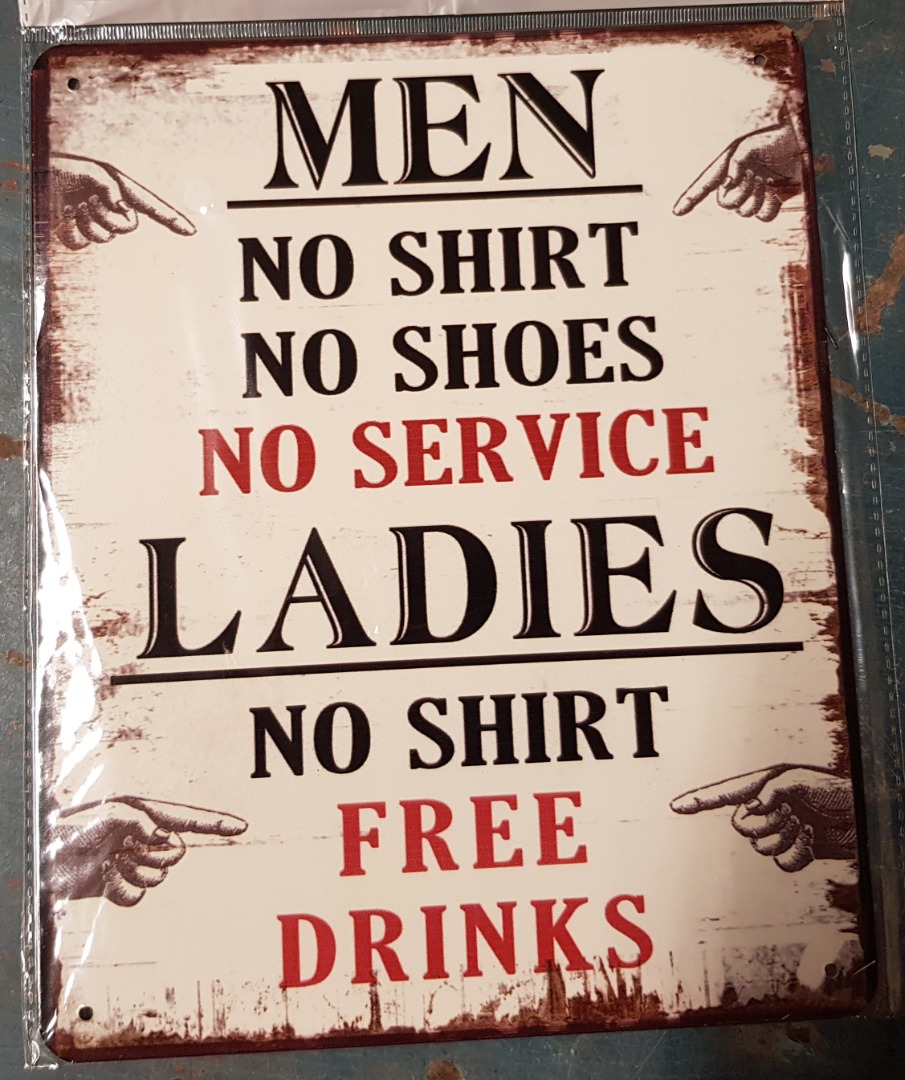 MEN
NO SHIRT
NO SHOES
NO SERVICE
LADIES
NO SHIRT
FREE
DRINKS